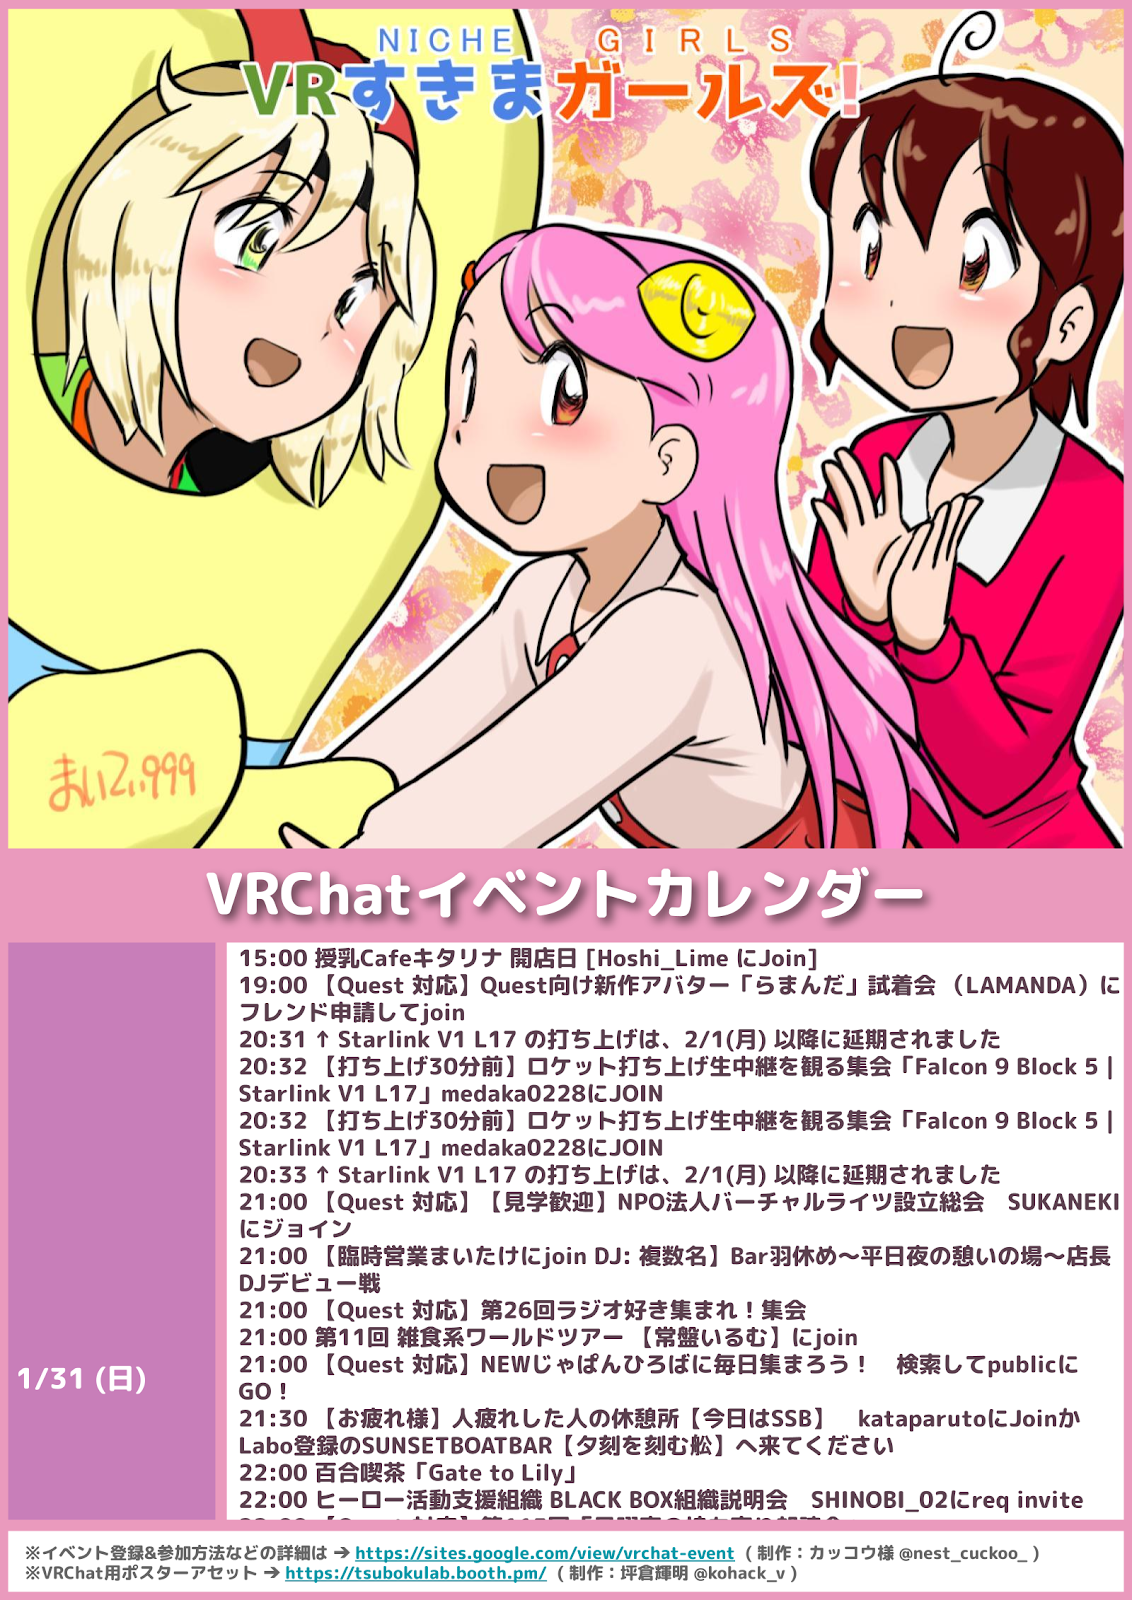 NICHE GIRLS
VRすきまガールズ!
まいてぃ999
VRChatイベントカレンダー
1/31 (日)
15:00 授乳Cafeキタリナ 開店日 [Hoshi_Lime にJoin]
19:00 【Quest 対応】Quest向け新作アバター「らまんだ」試着会 （LAMANDA）に
フレンド申請してjoin
20:31 ↑ Starlink V1 L17 の打ち上げは、2/1(月) 以降に延期されました
20:32 【打ち上げ30分前】ロケット打ち上げ生中継を観る集会「Falcon 9 Block 5 |
Starlink V1 L17」medaka0228にJOIN
20:32 【打ち上げ30分前】ロケット打ち上げ生中継を観る集会「Falcon 9 Block 5 |
Starlink V1 L17」medaka0228にJOIN
20:33 ↑ Starlink V1 L17 の打ち上げは、2/1(月) 以降に延期されました
21:00 【Quest 対応】【見学歓迎】NPO法人バーチャルライツ設立総会　SUKANEKI
にジョイン
21:00 【臨時営業まいたけにjoin DJ: 複数名】Bar羽休め～平日夜の憩いの場～店長
DJデビュー戦
21:00 【Quest 対応】第26回ラジオ好き集まれ！集会
21:00 第11回 雑食系ワールドツアー 【常盤いるむ】にjoin
21:00 【Quest 対応】NEWじゃぱんひろばに毎日集まろう！　検索してpublicに
GO！
21:30 【お疲れ様】人疲れした人の休憩所【今日はSSB】　kataparutoにJoinか
Labo登録のSUNSETBOATBAR【夕刻を刻む舩】へ来てください
22:00 百合喫茶「Gate to Lily」
22:00 ヒーロー活動支援組織 BLACK BOX組織説明会　SHINOBI_02にreq invite
※イベント登録&参加方法などの詳細は ➔ https://sites.google.com/view/vrchat-event （制作：カッコウ様 @nest_cuckoo_ ）
※VRChat用ポスターアセット ➔ https://tsubokulab.booth.pm/ （制作：坪倉輝明 @kohack_v ）